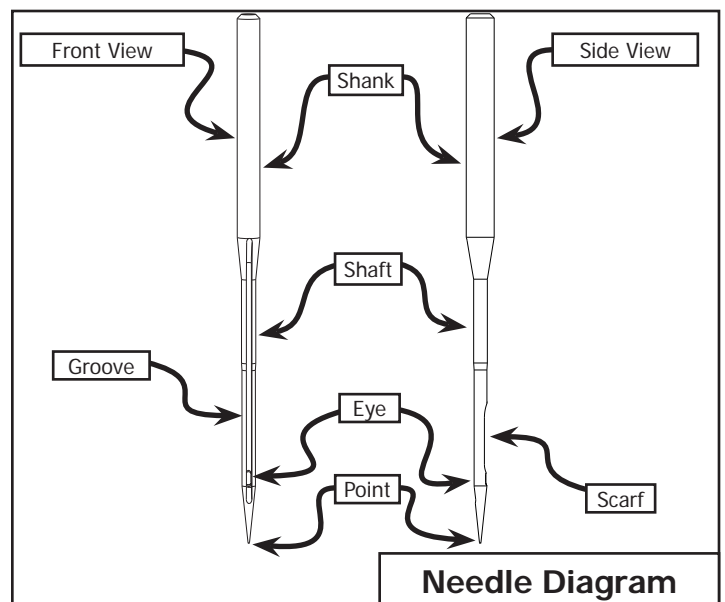 Front View
Side View
Shank
Shaft
Groove
Eye
Point
Scarf
Needle Diagram